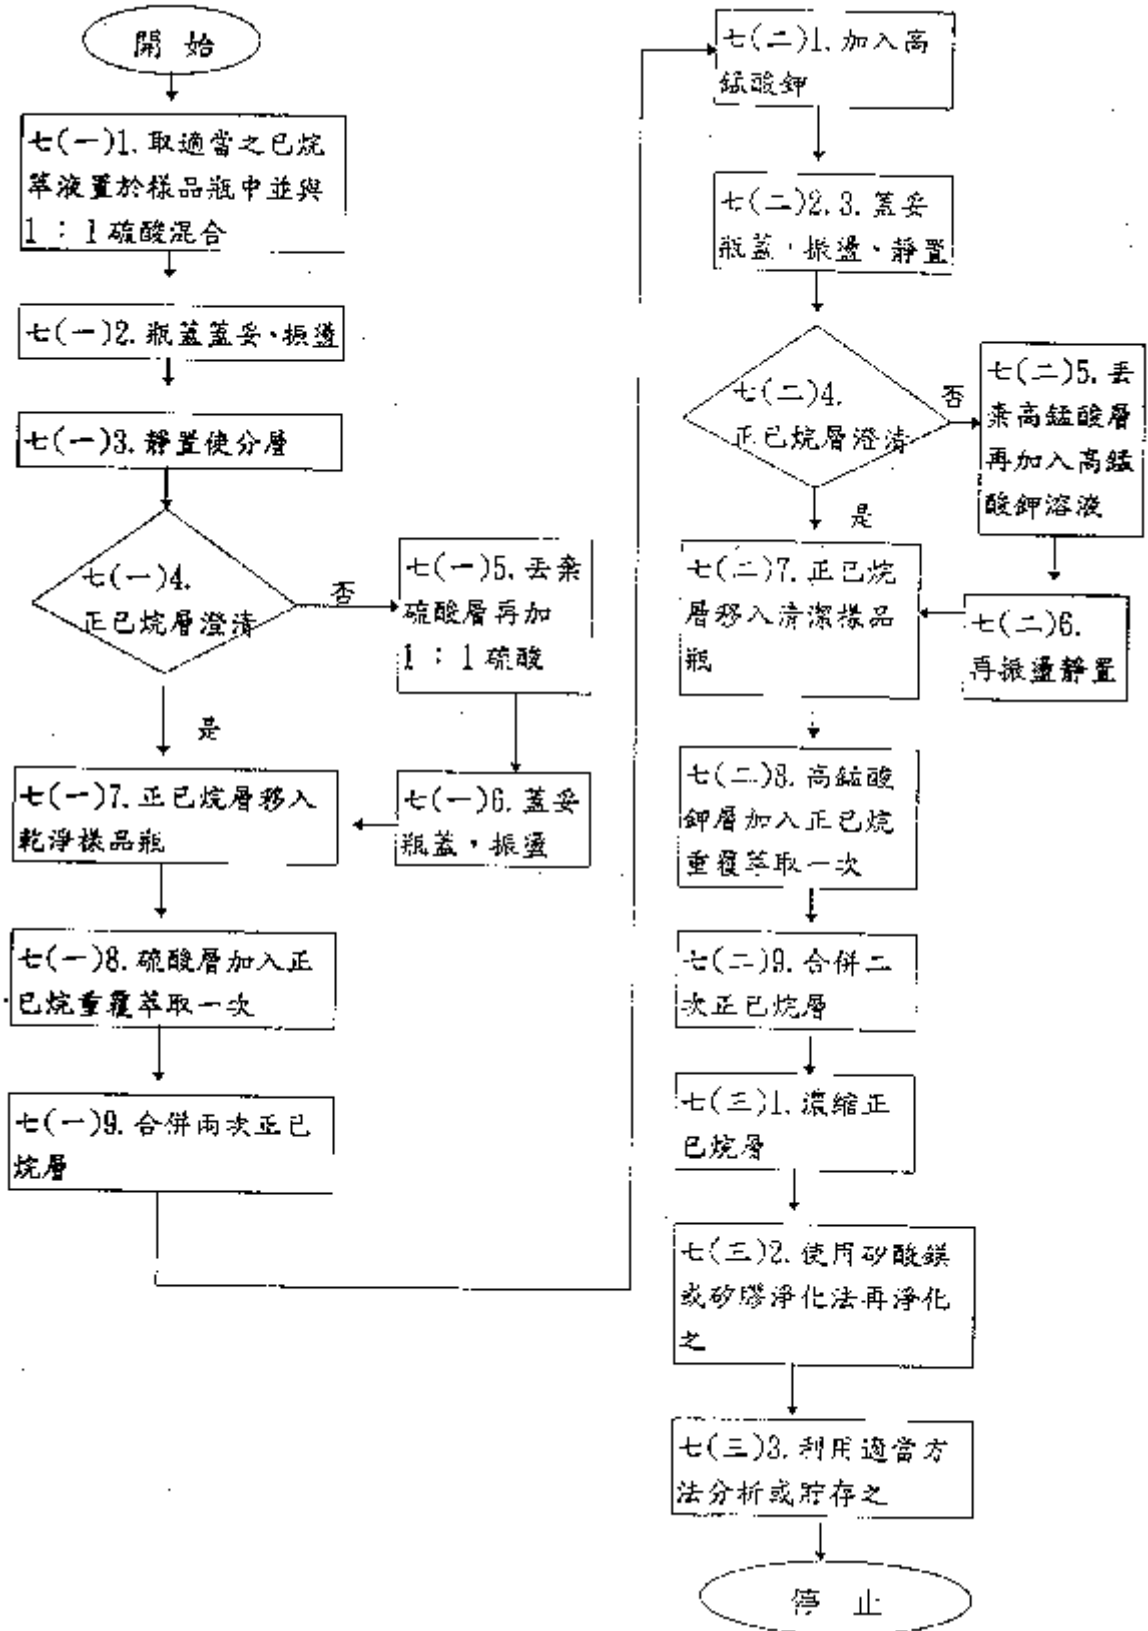 開 始
七(一)1.取適當之已烷
萃液置於樣品瓶中並與
1：1硫酸混合
七(一)2.瓶蓋蓋妥、振盪
七(一)3.靜置使分層
七(一)4.
正已烷層澄清
否
七(一)5.丟棄
硫酸層再加
1：1硫酸
是
七(一)6.蓋妥
瓶蓋，振盪
七(一)7.正已烷層移入
乾淨樣品瓶
七(一)8.硫酸層加入正
已烷重覆萃取一次
七(一)9.合併兩次正已
烷層
七(二)1.加入高
錳酸鉀
七(二)2.3.蓋妥
瓶蓋，振盪、靜置
七(二)4.
正已烷層澄清
否
七(二)5.丟
棄高錳酸層
再加入高錳
酸鉀溶液
是
七(二)6.
再振盪靜置
七(二)7.正已烷
層移入清潔樣品
瓶
七(二)8.高錳酸
鉀層加入正已烷
重覆萃取一次
七(二)9.合併二
次正已烷層
七(三)1.濃縮正
已烷層
七(三)2.使用矽酸鎂
或矽膠淨化法再淨化
之
七(三)3.利用適當方
法分析或貯存之
停 止